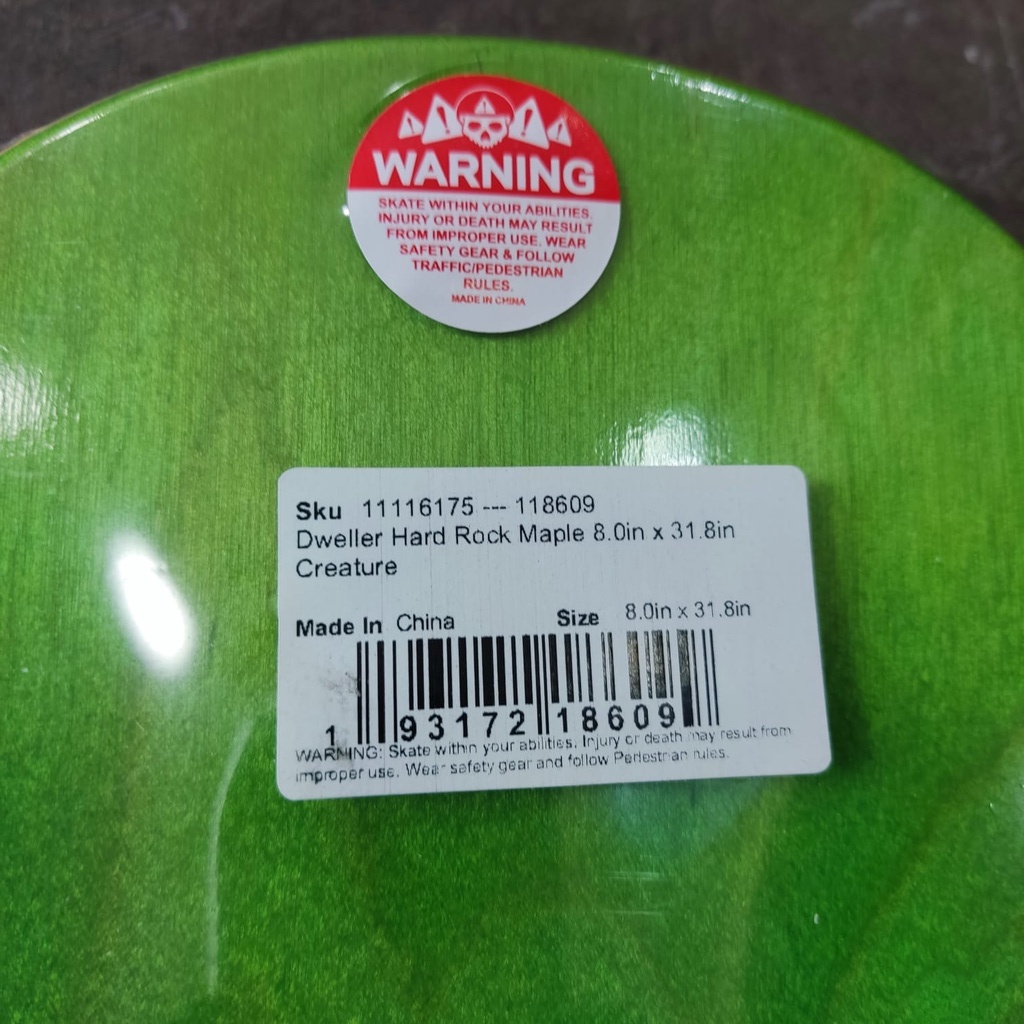 WARNING
SKATE WITHIN YOUR ABILITIES.
INJURY OR DEATH MAY RESULT
FROM IMPROPER USE. WEAR
SAFETY GEAR & FOLLOW
TRAFFIC/PEDESTRIAN
RULES.
MADE IN CHINA
Sku 11116175 --- 118609
Dweller Hard Rock Maple 8.0in x 31.8in
Creature
Made In China Size 8.0in x 31.8in
1 93172 18609
WARNING: Skate within your abilities. Injury or death may result from
improper use. Wear safety gear and follow Pedestrian rules.